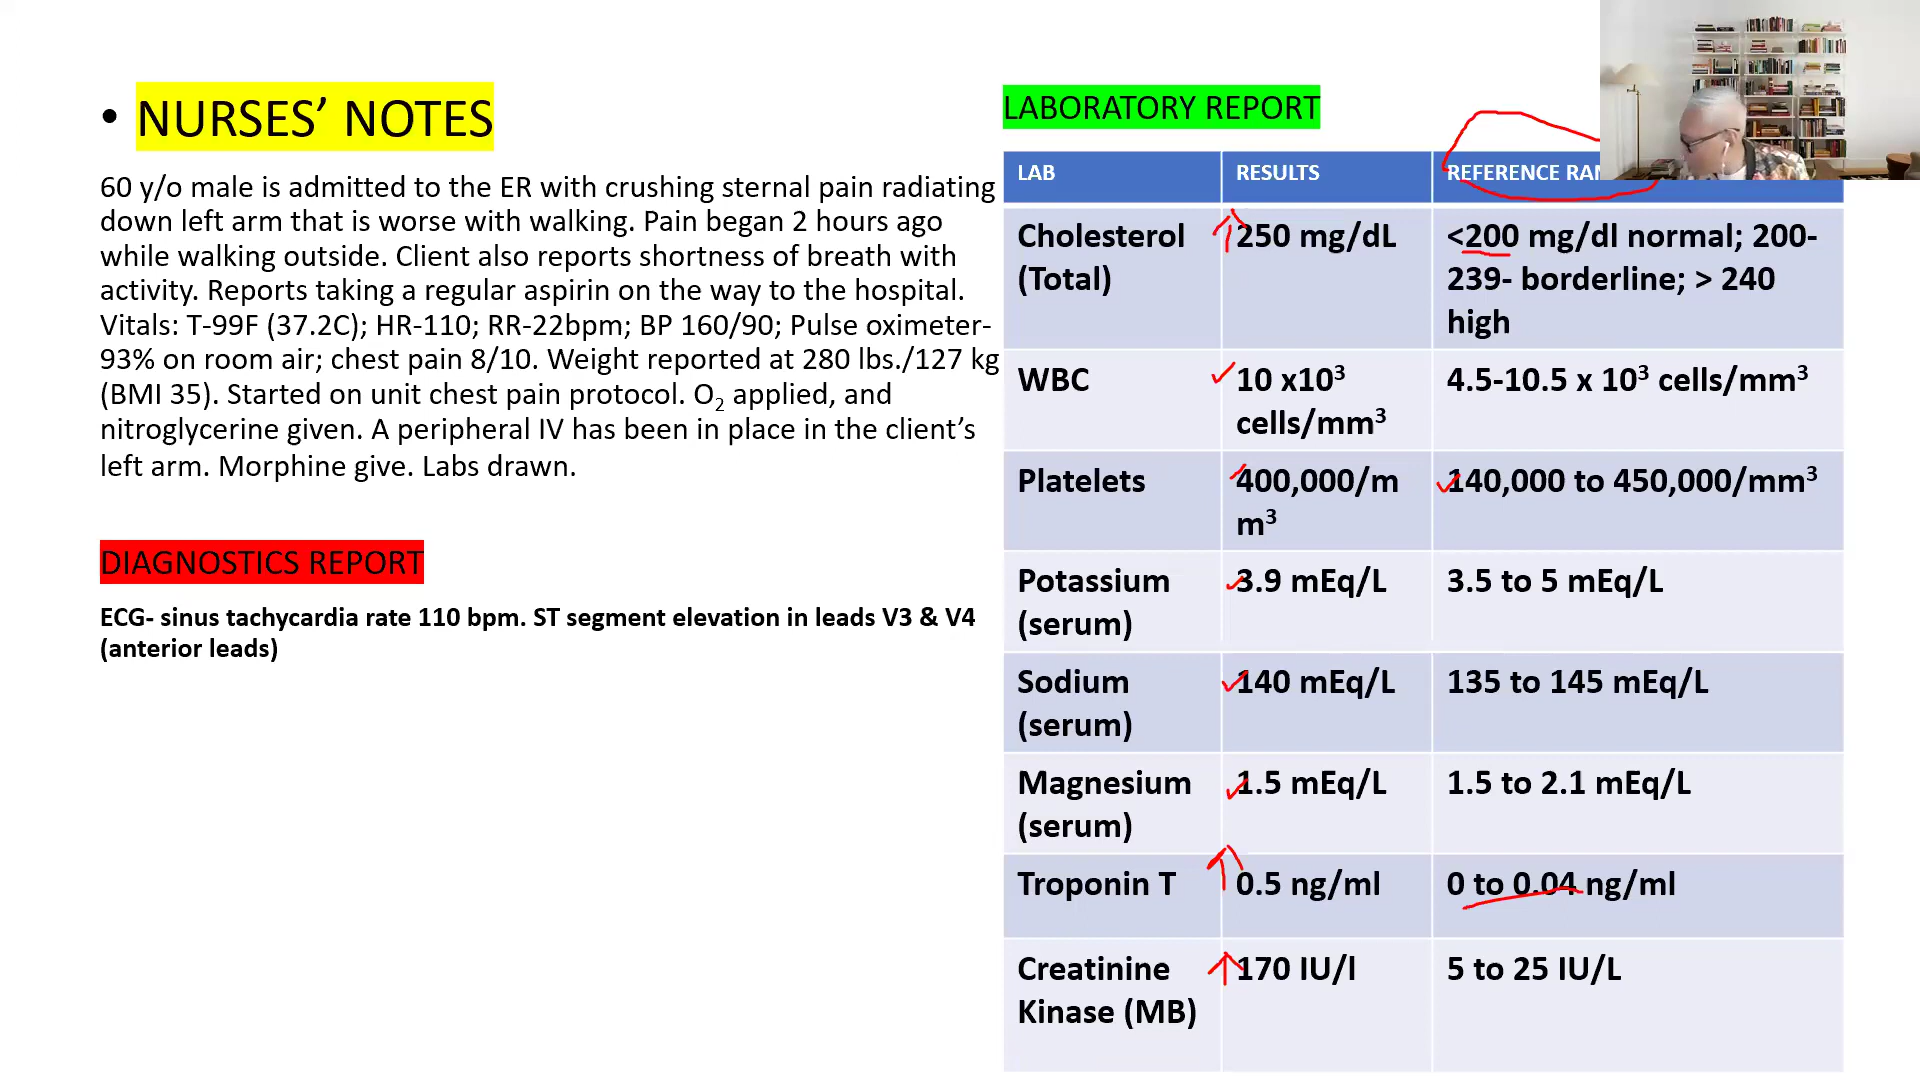 • NURSES’ NOTES
60 y/o male is admitted to the ER with crushing sternal pain radiating
down left arm that is worse with walking. Pain began 2 hours ago
while walking outside. Client also reports shortness of breath with
activity. Reports taking a regular aspirin on the way to the hospital.
Vitals: T-99F (37.2C); HR-110; RR-22bpm; BP 160/90; Pulse oximeter-
93% on room air; chest pain 8/10. Weight reported at 280 lbs./127 kg
(BMI 35). Started on unit chest pain protocol. O₂ applied, and
nitroglycerine given. A peripheral IV has been in place in the client’s
left arm. Morphine give. Labs drawn.
DIAGNOSTICS REPORT
ECG- sinus tachycardia rate 110 bpm. ST segment elevation in leads V3 & V4
(anterior leads)
LABORATORY REPORT
LAB RESULTS REFERENCE
Cholesterol 250 mg/dL <200 mg/dl normal; 200-
(Total) 239- borderline; > 240
high
WBC 10 x10³ 4.5-10.5 x 10³ cells/mm³
cells/mm³
Platelets 400,000/m 140,000 to 450,000/mm³
m³
Potassium 3.9 mEq/L 3.5 to 5 mEq/L
(serum)
Sodium 140 mEq/L 135 to 145 mEq/L
(serum)
Magnesium 1.5 mEq/L 1.5 to 2.1 mEq/L
(serum)
Troponin T 0.5 ng/ml 0 to 0.04 ng/ml
Creatinine 170 IU/l 5 to 25 IU/L
Kinase (MB)